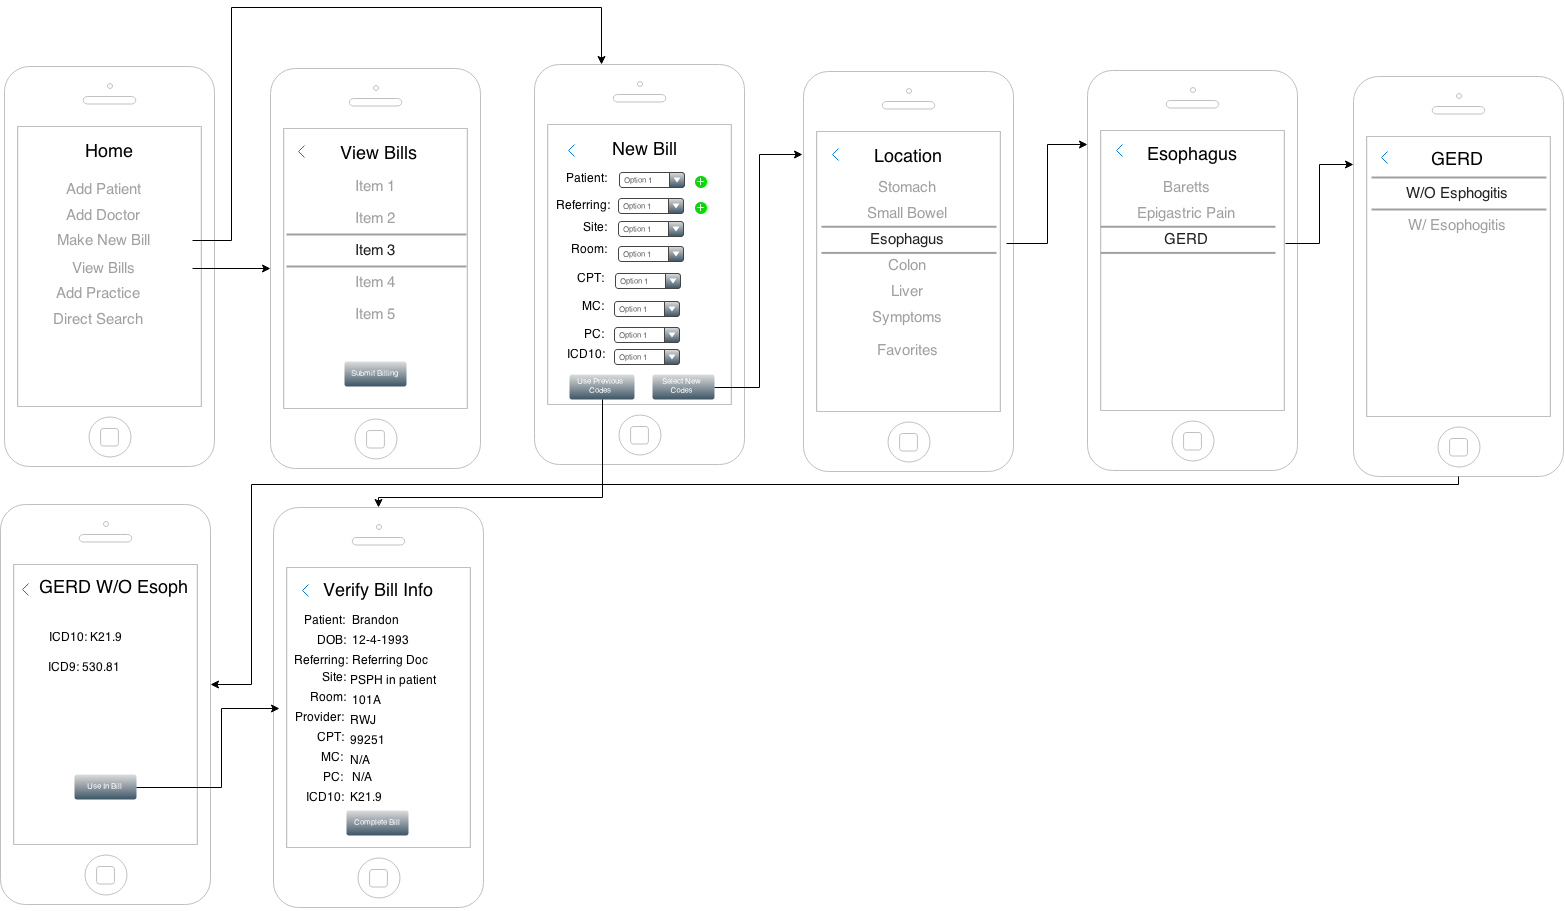 Home
Add Patient
Add Doctor
Make New Bill
View Bills
Add Practice
Direct Search
View Bills
Item 1
Item 2
Item 3
Item 4
Item 5
Submit Billing
New Bill
Patient: Option 1
Referring: Option 1
Site: Option 1
Room: Option 1
CPT: Option 1
MC: Option 1
PC: Option 1
ICD10: Option 1
Use Previous
Codes
Select New
Codes
Location
Stomach
Small Bowel
Esophagus
Colon
Liver
Symptoms
Favorites
Esophagus
Baretts
Epigastric Pain
GERD
GERD
W/O Esphogitis
W/ Esophogitis
GERD W/O Esoph
ICD10: K21.9
ICD9: 530.81
Use In Bill
Verify Bill Info
Patient: Brandon
DOB: 12-4-1993
Referring: Referring Doc
Site: PSPH in patient
Room: 101A
Provider: RWJ
CPT: 99251
MC: N/A
PC: N/A
ICD10: K21.9
Complete Bill